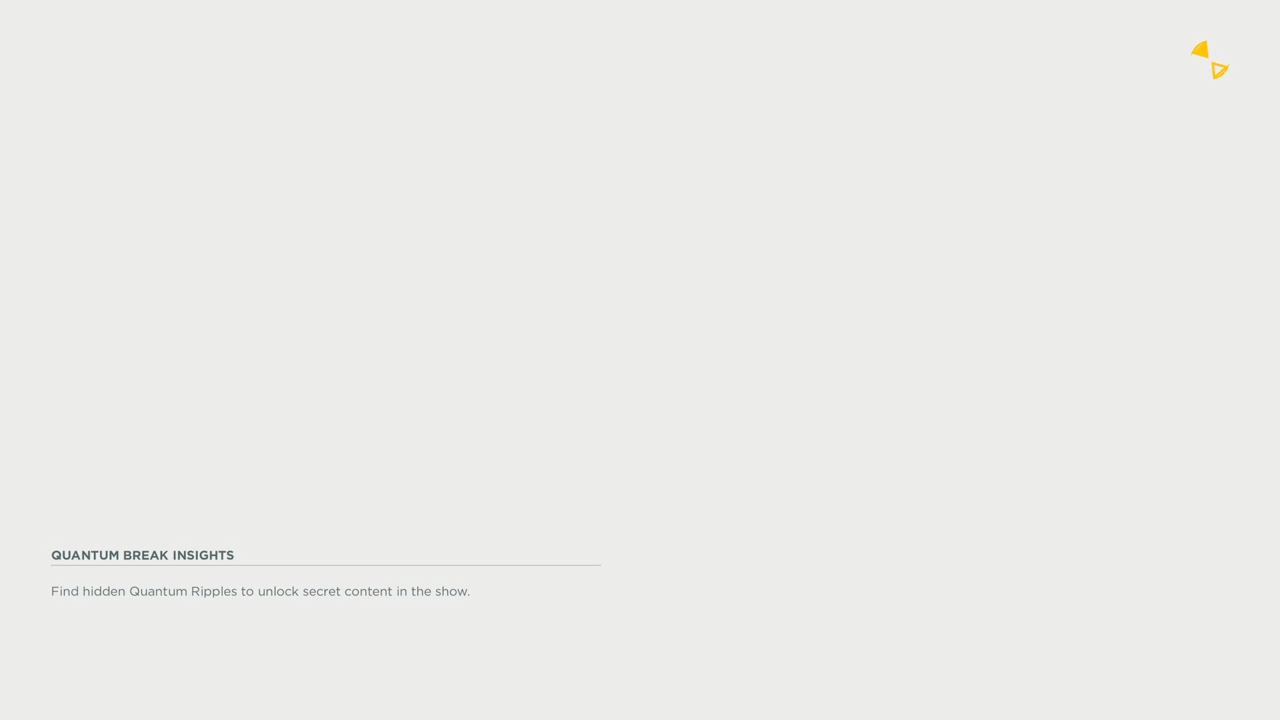 QUANTUM BREAK INSIGHTS
Find hidden Quantum Ripples to unlock secret content in the show.